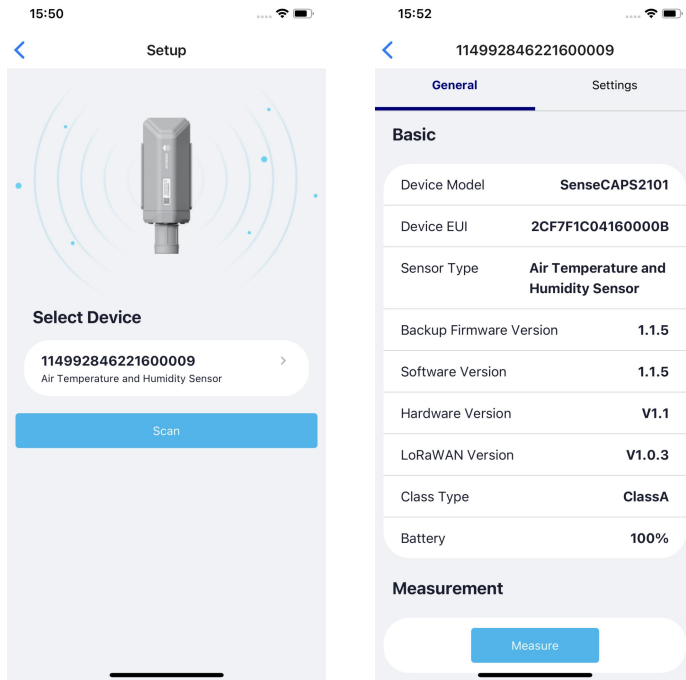 15:50
Setup
Select Device
114992846221600009
Air Temperature and Humidity Sensor
Scan
15:52
114992846221600009
General
Settings
Basic
Device Model
SenseCAPS2101
Device EUI
2CF7F1C04160000B
Sensor Type
Air Temperature and
Humidity Sensor
Backup Firmware Version
1.1.5
Software Version
1.1.5
Hardware Version
V1.1
LoRaWAN Version
V1.0.3
Class Type
ClassA
Battery
100%
Measurement
Measure